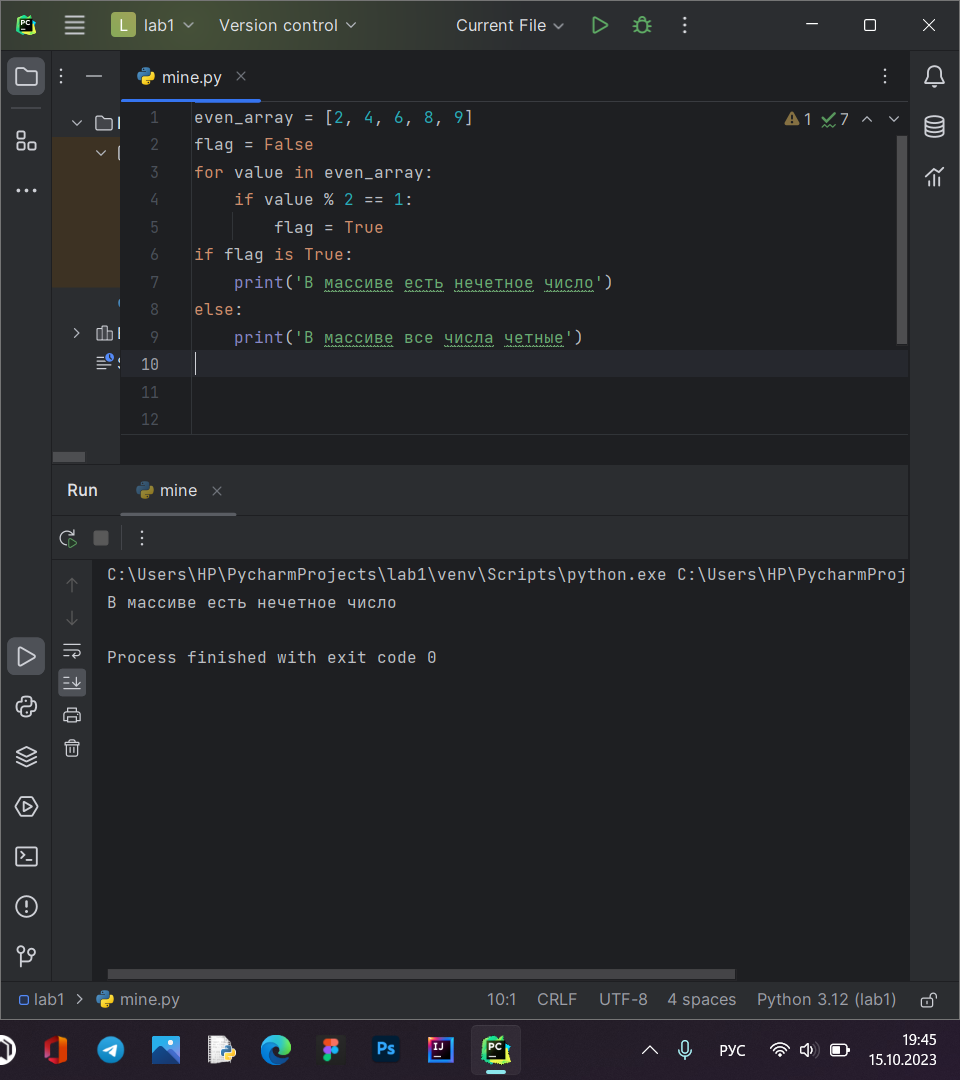 PC L lab1 Version control Current File
mine.py
1 even_array = [2, 4, 6, 8, 9] 1 7
2 flag = False
3 for value in even_array:
4 if value % 2 == 1:
5 flag = True
6 if flag is True:
7 print('В массиве есть нечетное число')
8 else:
9 print('В массиве все числа четные')
10
11
12
Run mine
C:\Users\HP\PycharmProjects\lab1\venv\Scripts\python.exe C:\Users\HP\PycharmProj
В массиве есть нечетное число
Process finished with exit code 0
lab1 > mine.py 10:1 CRLF UTF-8 4 spaces Python 3.12 (lab1)
Ps IJ PC РУС 19:45
15.10.2023